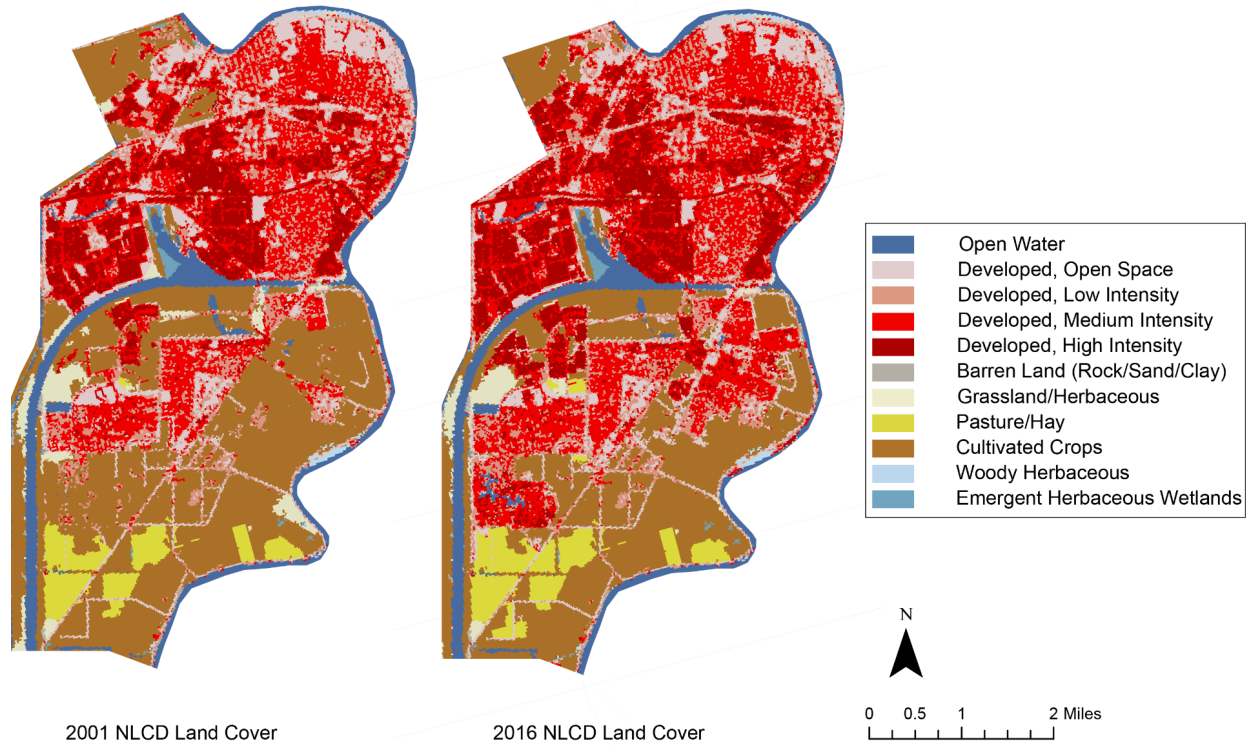 Open Water
Developed, Open Space
Developed, Low Intensity
Developed, Medium Intensity
Developed, High Intensity
Barren Land (Rock/Sand/Clay)
Grassland/Herbaceous
Pasture/Hay
Cultivated Crops
Woody Herbaceous
Emergent Herbaceous Wetlands
N
0 0.5 1 2 Miles
2001 NLCD Land Cover
2016 NLCD Land Cover